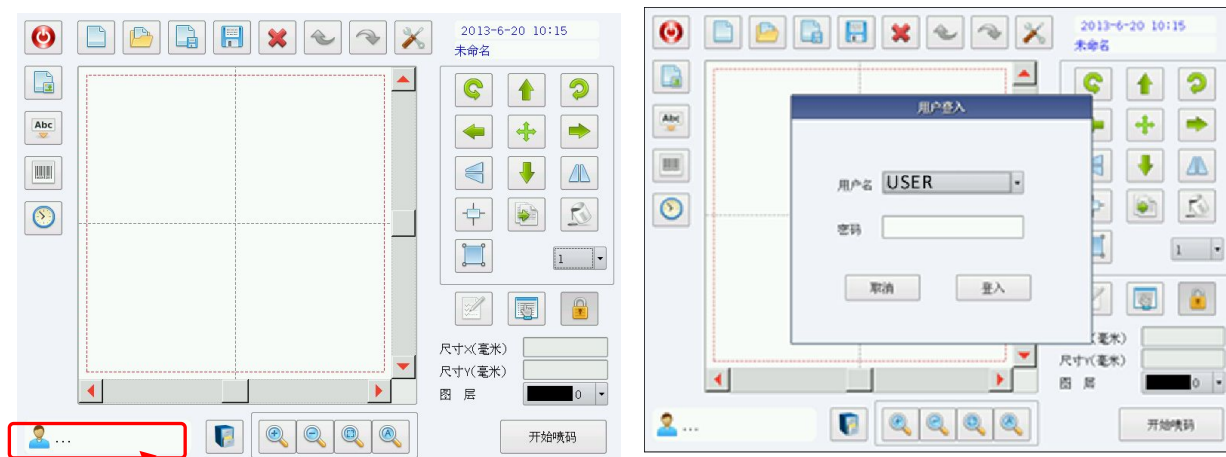 2013-6-20 10:15
未命名
Abc
1
尺寸X(毫米)
尺寸Y(毫米)
图 层
0
...
开始喷码
2013-6-20 10:15
未命名
Abc
用户登入
用户名 USER
密码
取消 登入
1
(毫米)
尺寸Y(毫米)
图 层
0
...
开始喷码